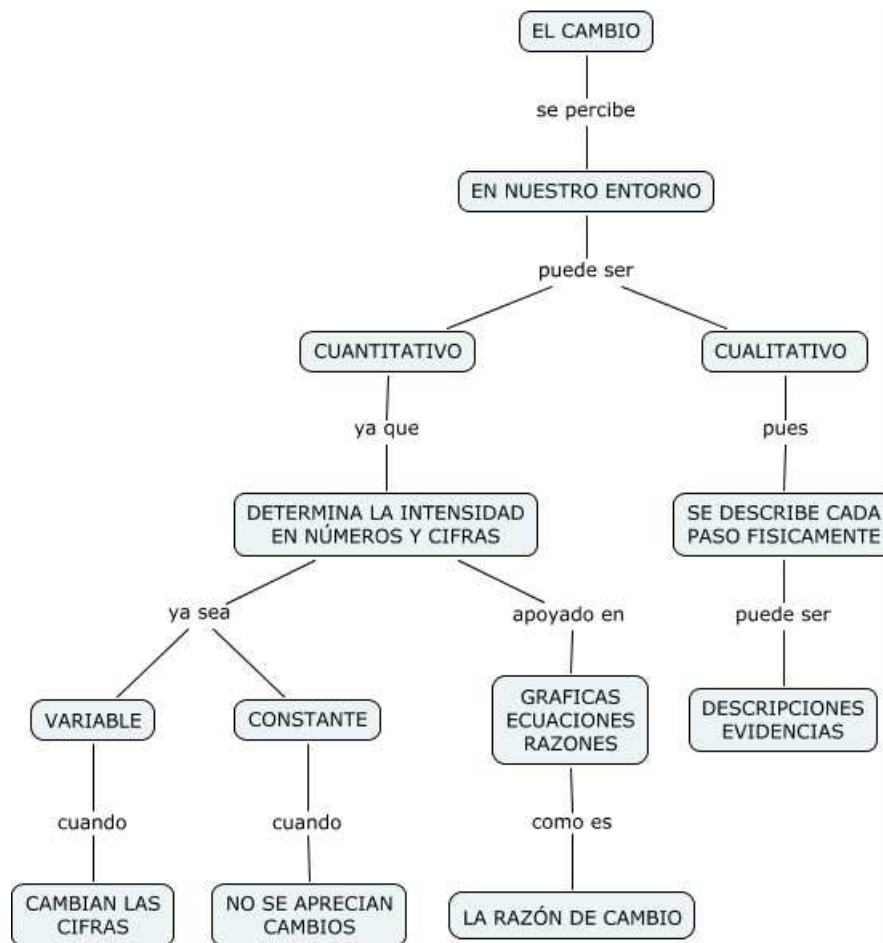 EL CAMBIO
se percibe
EN NUESTRO ENTORNO
puede ser
CUANTITATIVO
CUALITATIVO
ya que
pues
DETERMINA LA INTENSIDAD
EN NÚMEROS Y CIFRAS
SE DESCRIBE CADA
PASO FISICAMENTE
ya sea
apoyado en
puede ser
VARIABLE
CONSTANTE
GRAFICAS
ECUACIONES
RAZONES
DESCRIPCIONES
EVIDENCIAS
cuando
cuando
como es
CAMBIAN LAS
CIFRAS
NO SE APRECIAN
CAMBIOS
LA RAZÓN DE CAMBIO